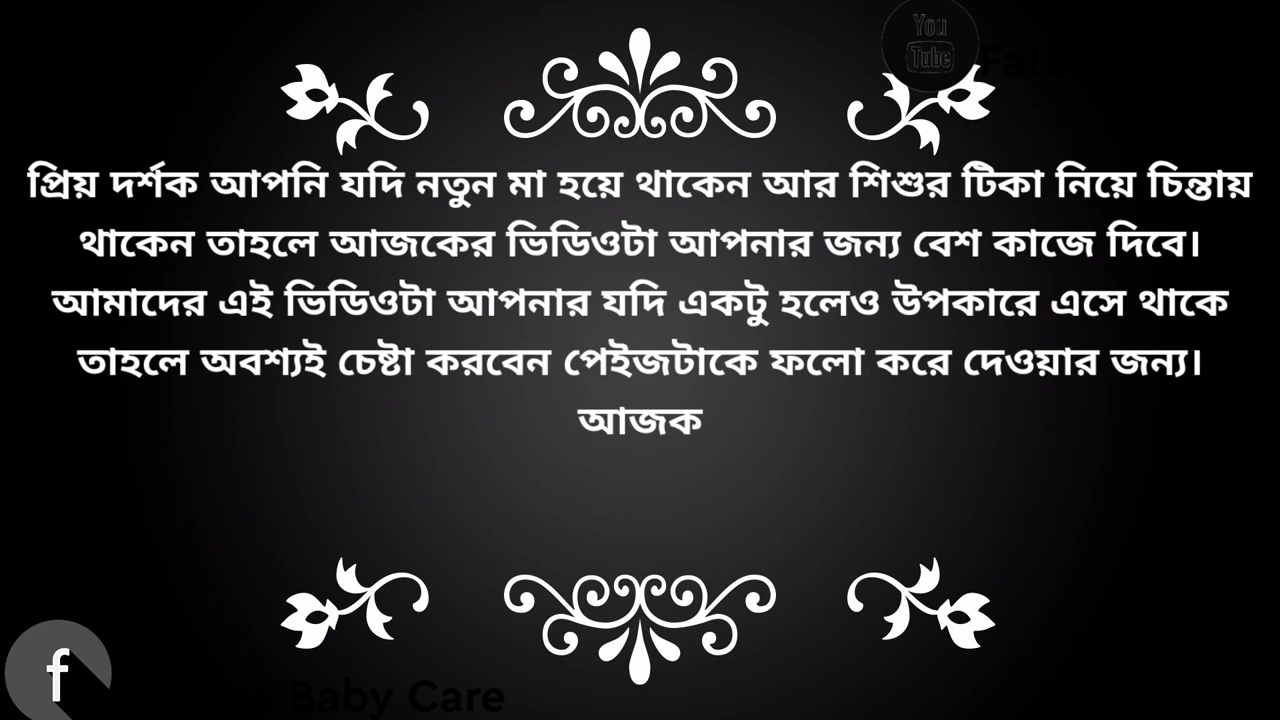 You
Tube
Fate
প্রিয় দর্শক আপনি যদি নতুন মা হয়ে থাকেন আর শিশুর টিকা নিয়ে চিন্তায়
থাকেন তাহলে আজকের ভিডিওটা আপনার জন্য বেশ কাজে দিবে।
আমাদের এই ভিডিওটা আপনার যদি একটু হলেও উপকারে এসে থাকে
তাহলে অবশ্যই চেষ্টা করবেন পেইজটাকে ফলো করে দেওয়ার জন্য।
আজক
f
Baby Care